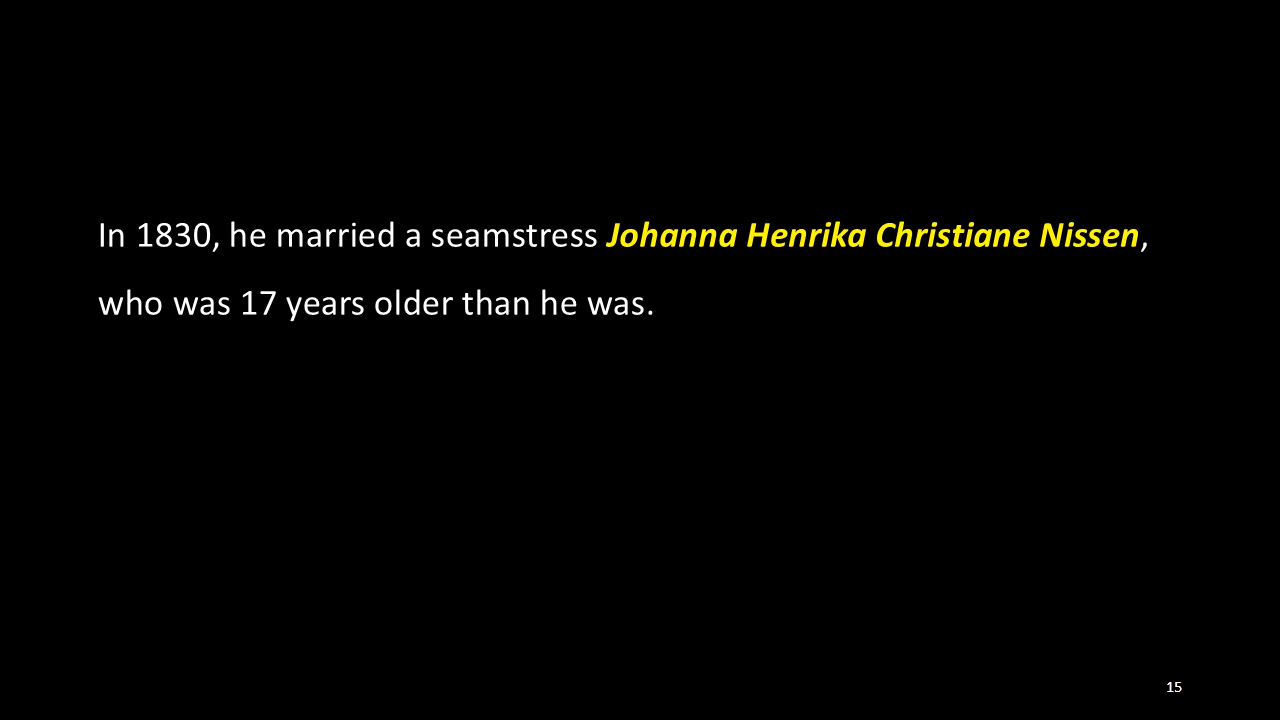 In 1830, he married a seamstress Johanna Henrika Christiane Nissen,
who was 17 years older than he was.
15